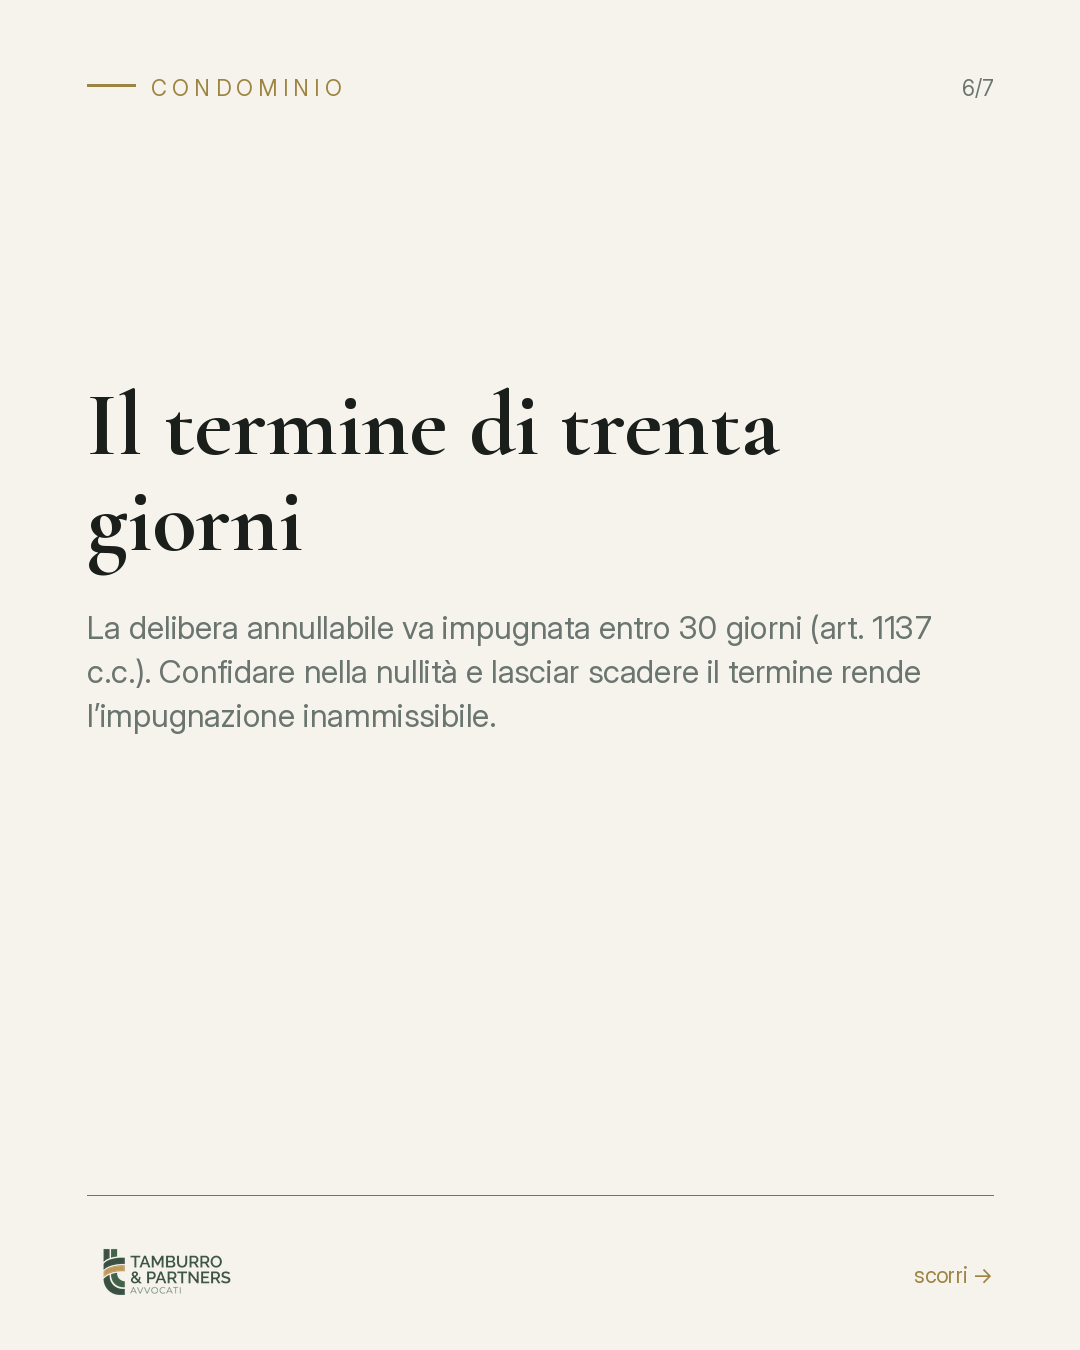 CONDOMINIO
6/7
Il termine di trenta
giorni
La delibera annullabile va impugnata entro 30 giorni (art. 1137
c.c.). Confidare nella nullità e lasciar scadere il termine rende
l’impugnazione inammissibile.
TAMBURRO
& PARTNERS
AVVOCATI
scorri →